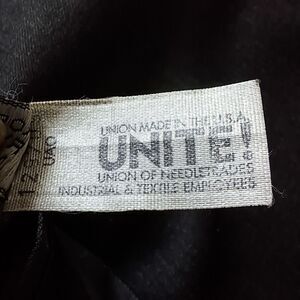 UNION MADE IN THE U.S.A.
UNITE!
UNION OF NEEDLETRADES
INDUSTRIAL & TEXTILE EMPLOYEES